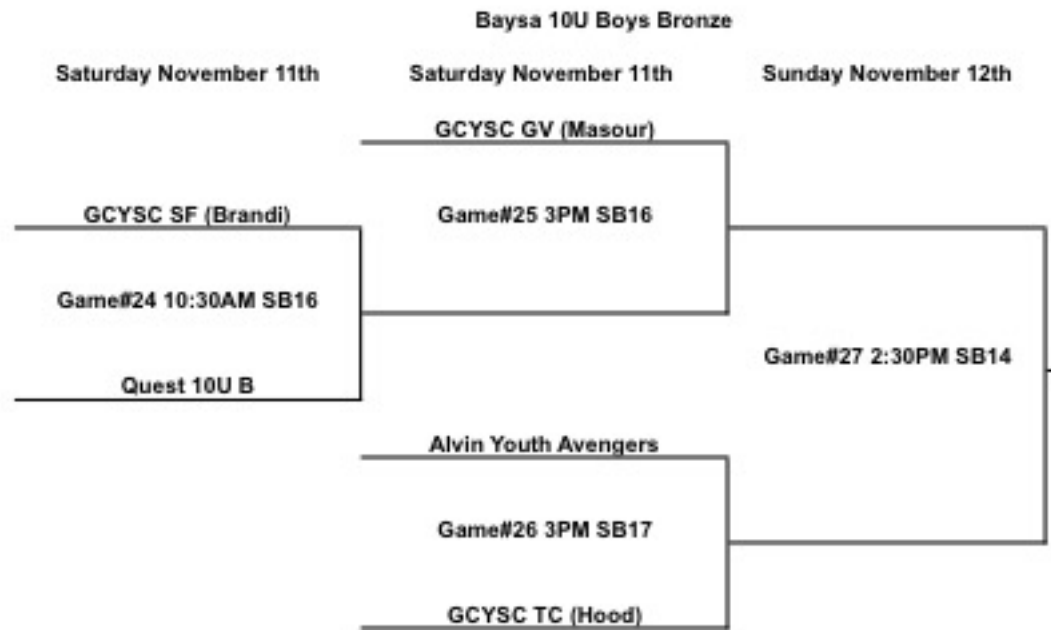 Baysa 10U Boys Bronze
Saturday November 11th
Saturday November 11th
Sunday November 12th
GCYSC GV (Masour)
GCYSC SF (Brandi)
Game#25 3PM SB16
Game#24 10:30AM SB16
Game#27 2:30PM SB14
Quest 10U B
Alvin Youth Avengers
Game#26 3PM SB17
GCYSC TC (Hood)